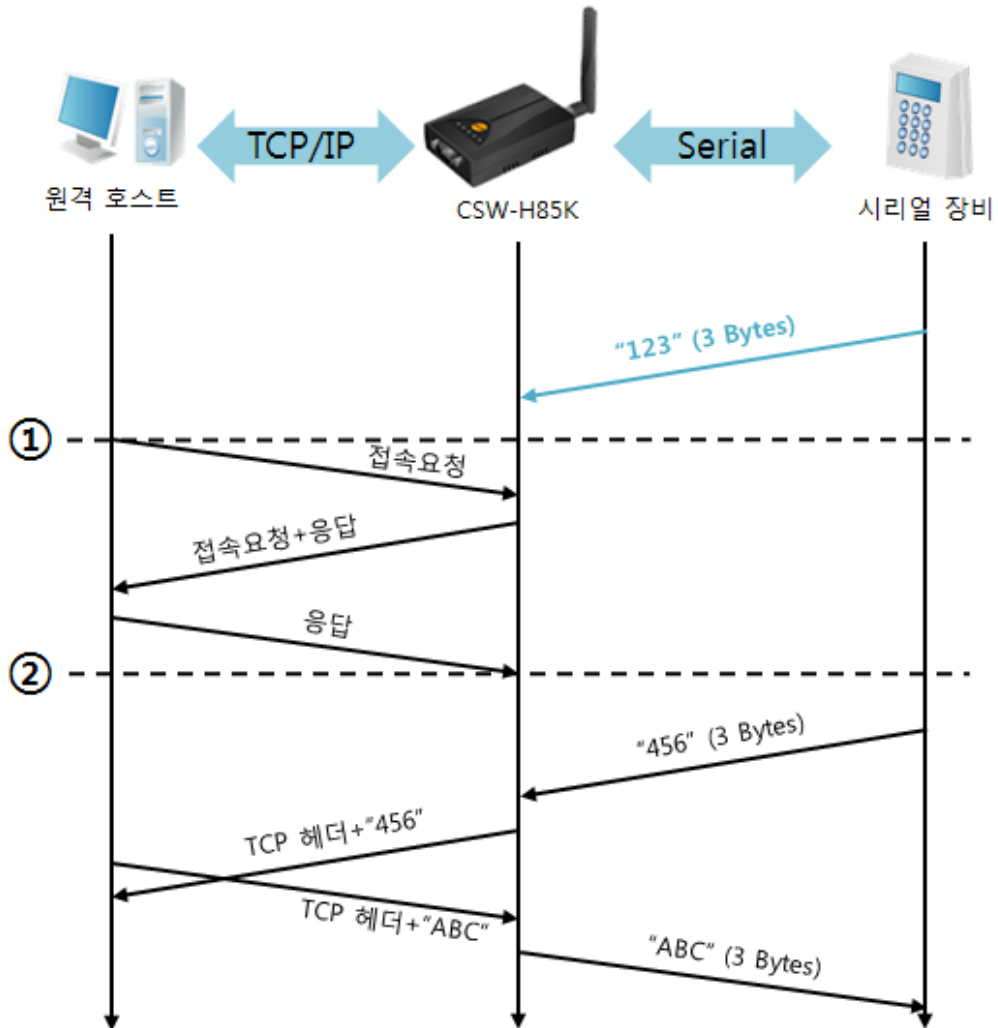 TCP/IP
Serial
원격 호스트
CSW-H85K
시리얼 장비
"123" (3 Bytes)
①
접속요청
접속요청+응답
응답
②
"456" (3 Bytes)
TCP 헤더+"456"
TCP 헤더+"ABC"
"ABC" (3 Bytes)